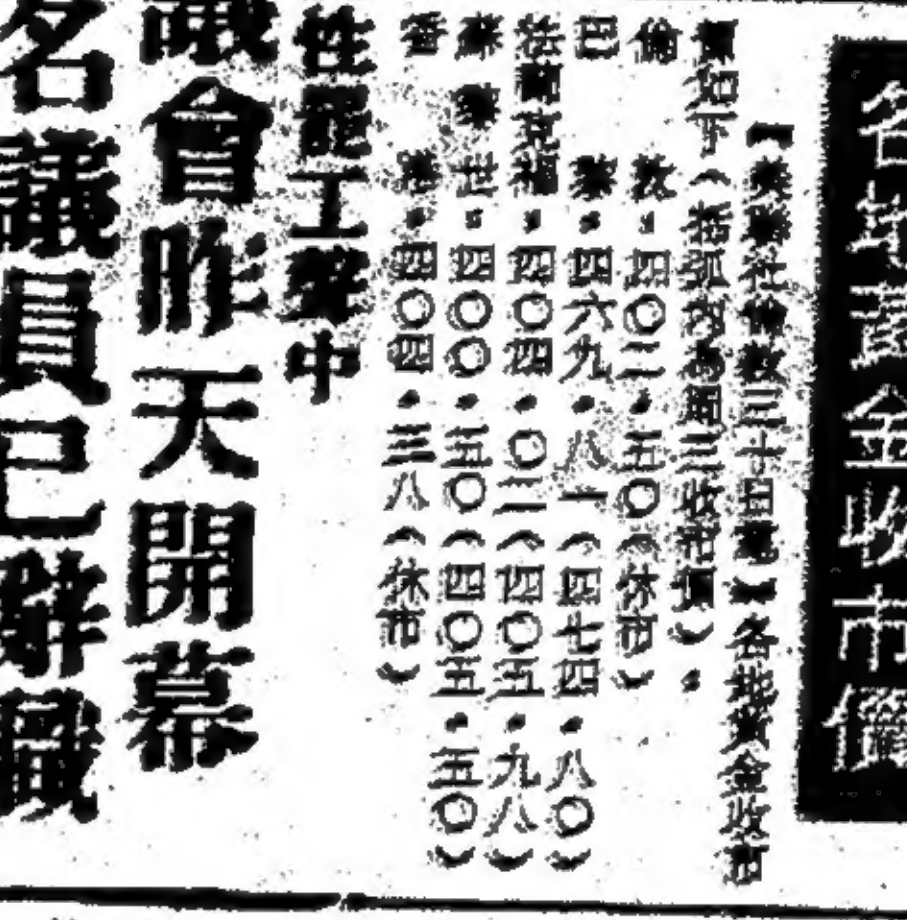 名地黃金收市價
【美聯社倫敦三十日電】各地黃金收市
價如下（括弧內為週三收市價）：
倫敦：四〇二・五〇（休市）
巴黎：四六九・八一（四七四・八〇）
法蘭克福：四〇四・〇二（四〇五・九八）
蘇黎世：四〇〇・五〇（四〇五・五〇）
香港：四〇四・三八（休市）
性罷工聲中
議會昨天開幕
名議員已辭職